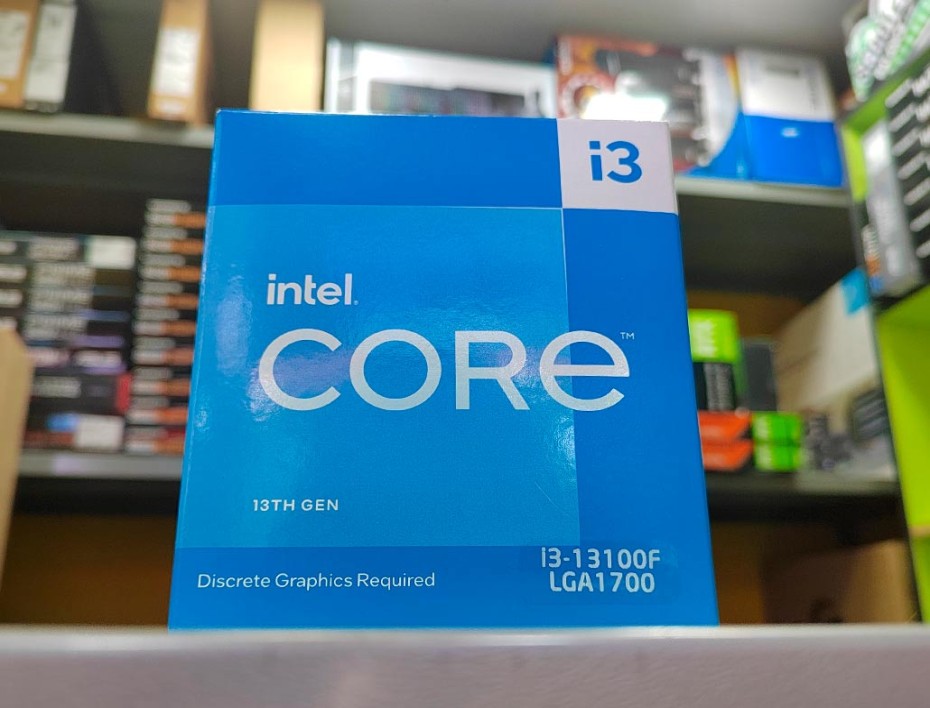 i3
intel.
CORE™
13TH GEN
i3-13100F
Discrete Graphics Required
LGA1700